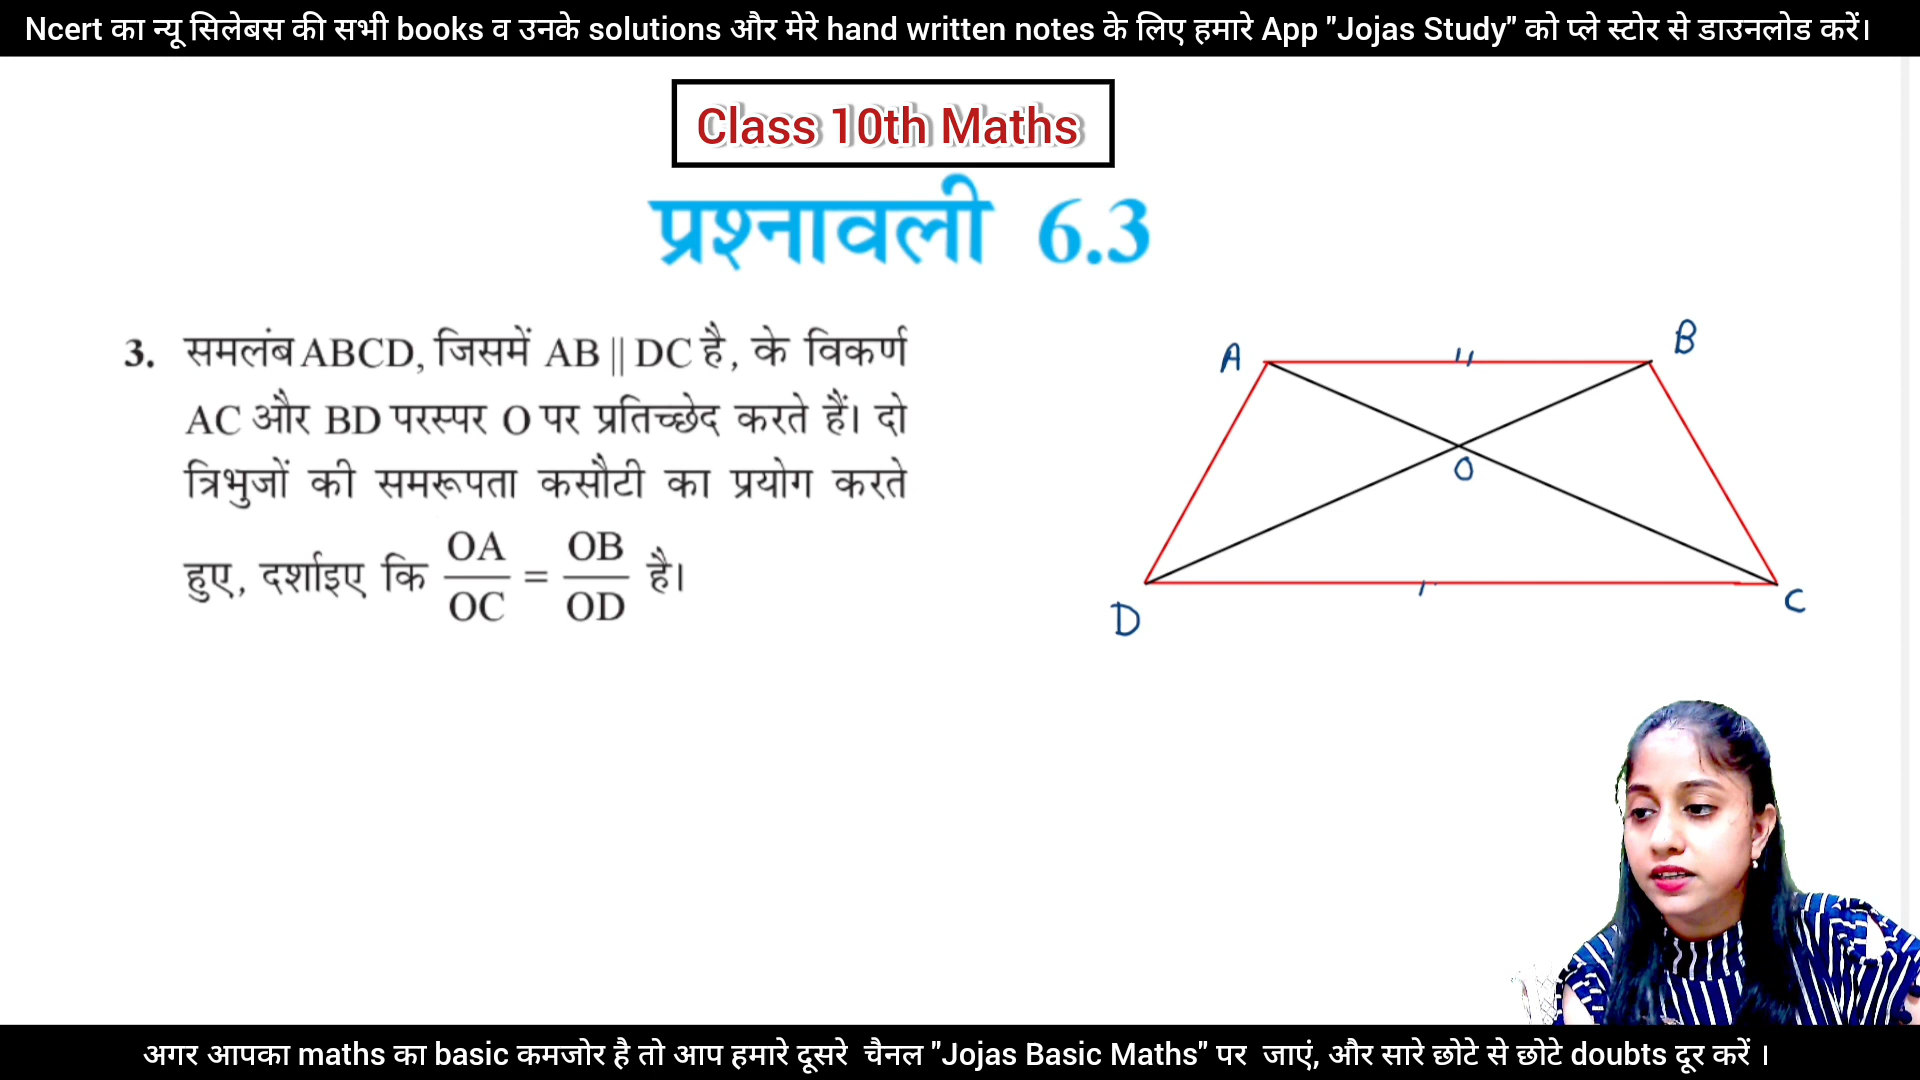 Ncert का न्यू सिलेबस की सभी books व उनके solutions और मेरे hand written notes के लिए हमारे App "Jojas Study" को प्ले स्टोर से डाउनलोड करें।
Class 10th Maths
प्रश्नावली 6.3
3. समलंब ABCD, जिसमें AB || DC है, के विकर्ण
AC और BD परस्पर O पर प्रतिच्छेद करते हैं। दो
त्रिभुजों की समरूपता कसौटी का प्रयोग करते
हुए, दर्शाइए कि OA/OC = OB/OD है।
A
B
O
D
C
अगर आपका maths का basic कमजोर है तो आप हमारे दूसरे चैनल "Jojas Basic Maths" पर जाएं, और सारे छोटे से छोटे doubts दूर करें ।